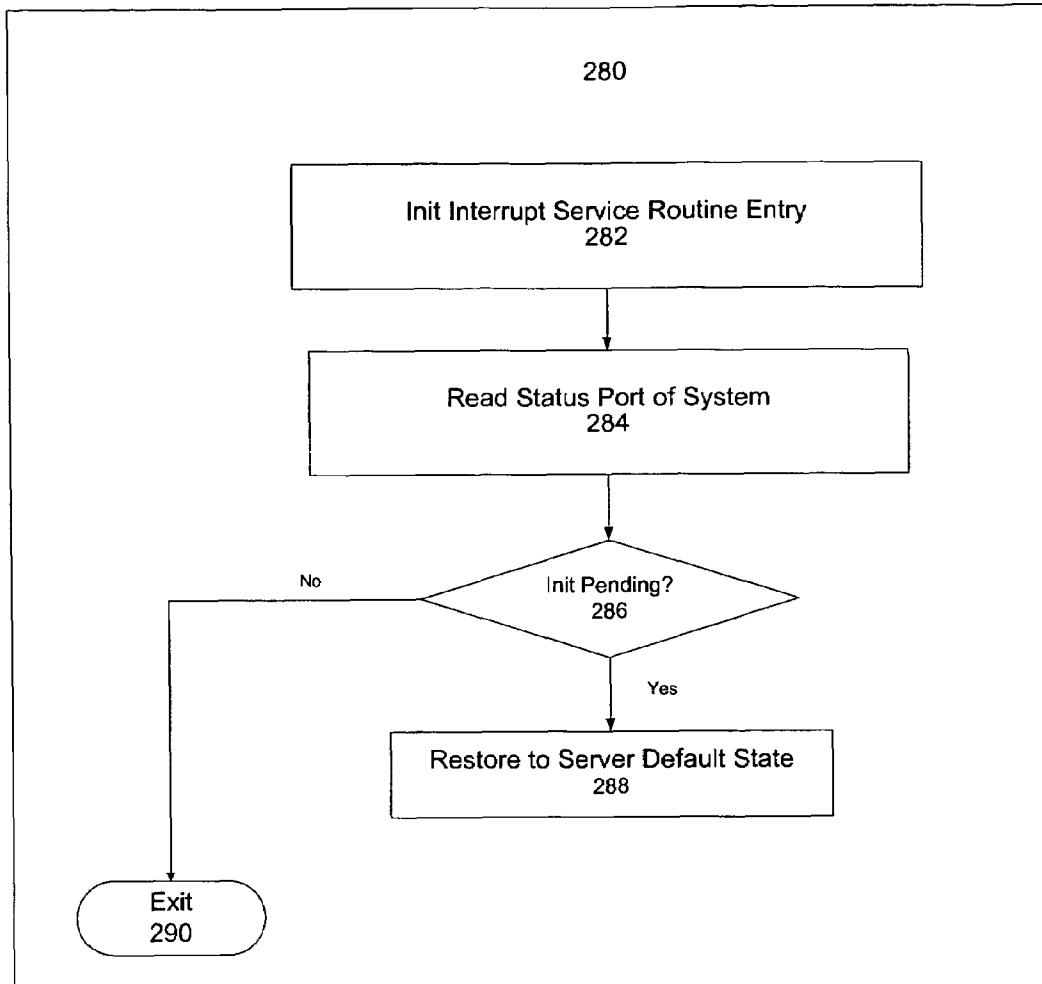 280
Init Interrupt Service Routine Entry
282
Read Status Port of System
284
No
Init Pending?
286
Yes
Restore to Server Default State
288
Exit
290